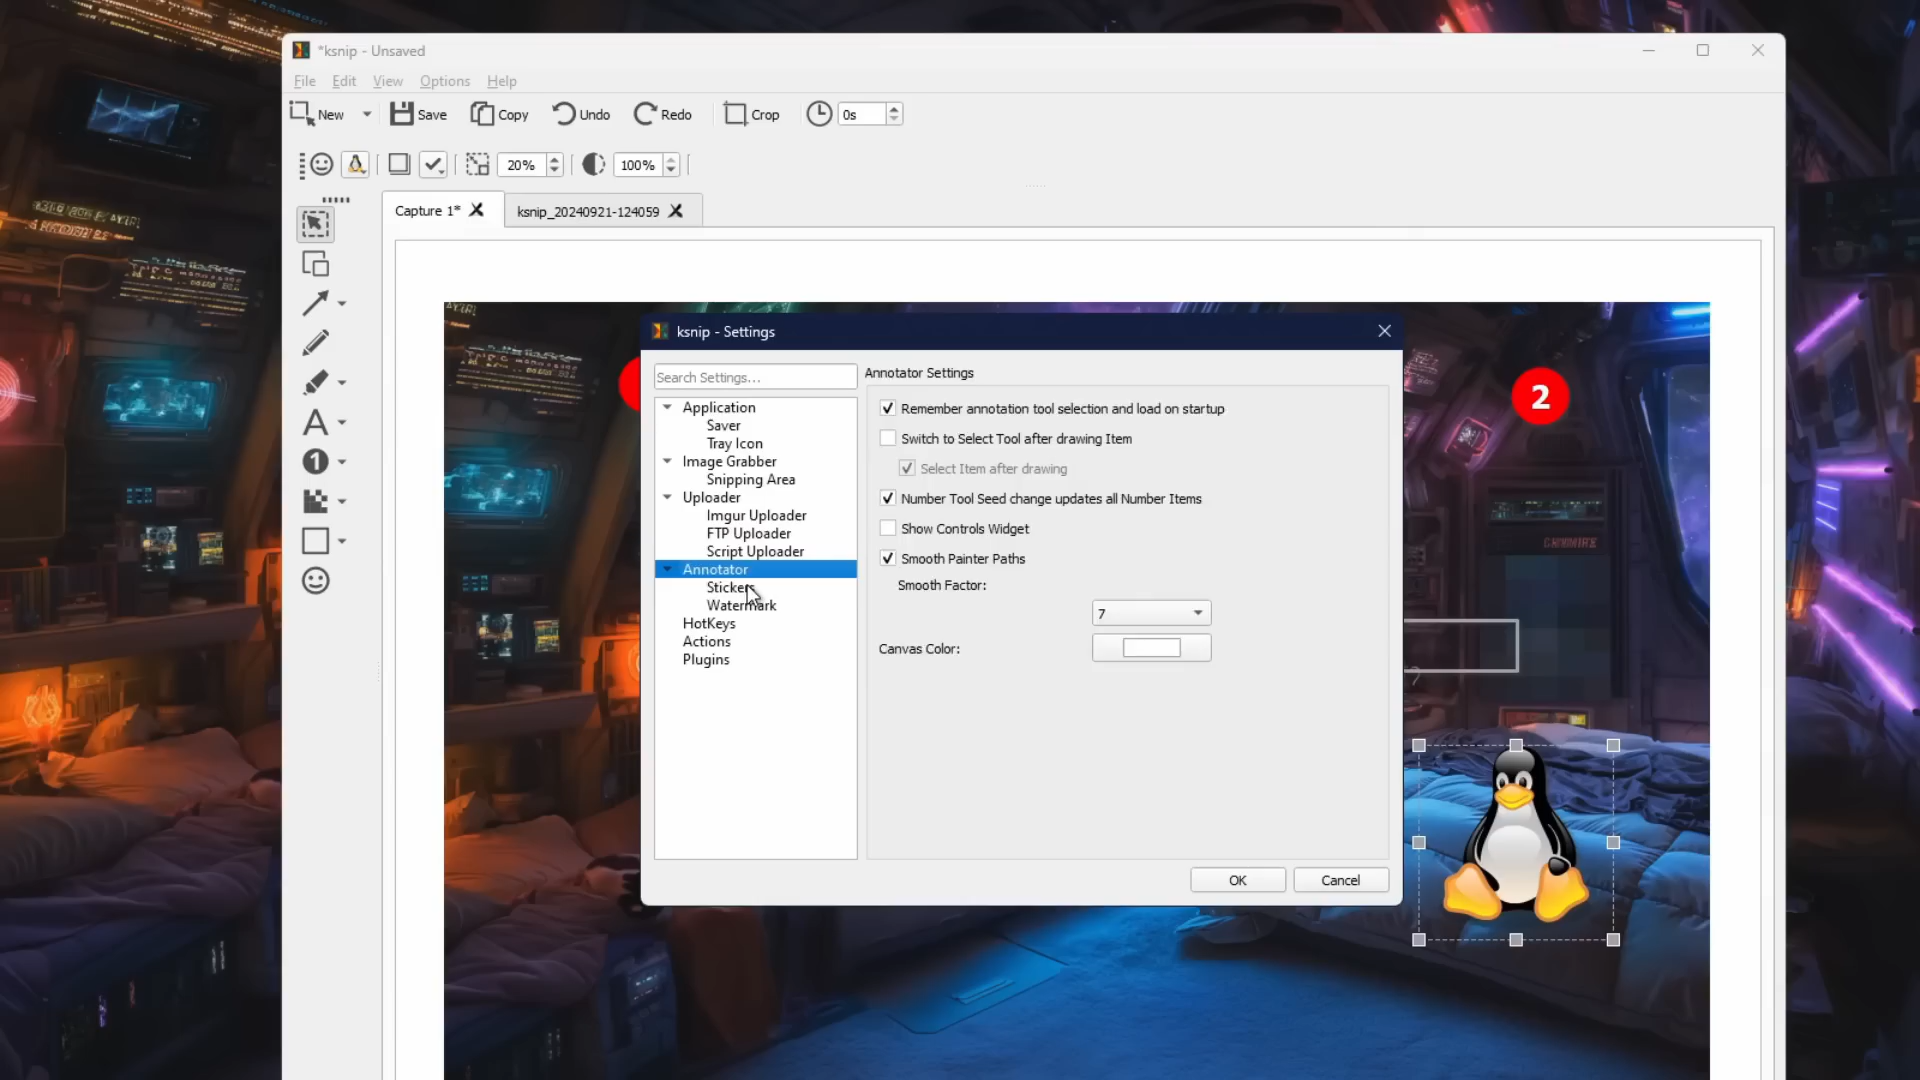 *ksnip - Unsaved
File Edit View Options Help
New Save Copy Undo Redo Crop 0s
20% 100%
Capture 1* ksnip_20240921-124059
ksnip - Settings
Search Settings...
Application
Saver
Tray Icon
Image Grabber
Snipping Area
Uploader
Imgur Uploader
FTP Uploader
Script Uploader
Annotator
Stickers
Watermark
HotKeys
Actions
Plugins
Annotator Settings
Remember annotation tool selection and load on startup
Switch to Select Tool after drawing Item
Select Item after drawing
Number Tool Seed change updates all Number Items
Show Controls Widget
Smooth Painter Paths
Smooth Factor:
7
Canvas Color:
OK Cancel
2
A
1